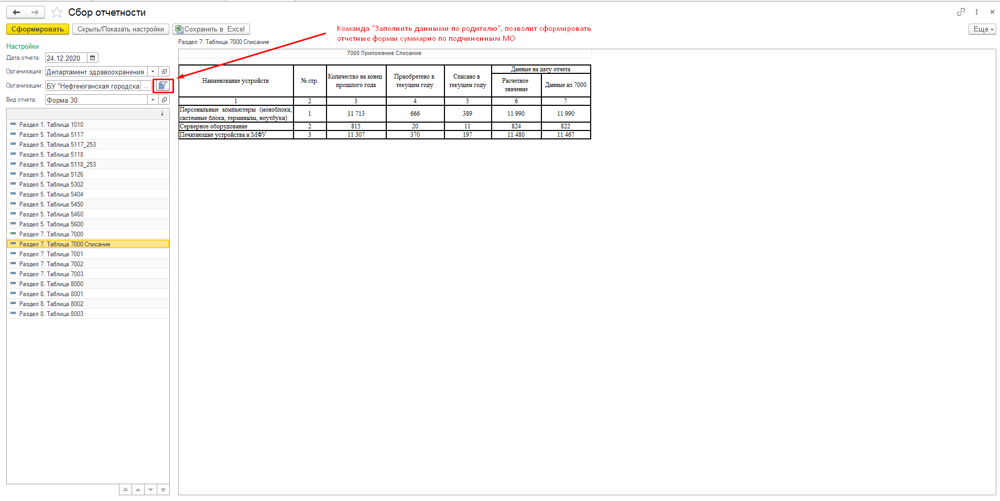 Сбор отчетности
Сформировать
Скрыть/Показать настройки
Сохранить в Excel
Еще
Команда "Заполнить данными по родителю", позволит сформировать
отчетные формы суммарно по подчиненным МО
Настройки
Дата отчета: 24.12.2020
Организация: Департамент здравоохранения
Организации: БУ "Нефтеюганская городска ...
Вид отчета: Форма 30
Раздел 1. Таблица 1010
Раздел 5. Таблица 5117
Раздел 5. Таблица 5117_253
Раздел 5. Таблица 5118
Раздел 5. Таблица 5118_253
Раздел 5. Таблица 5126
Раздел 5. Таблица 5302
Раздел 5. Таблица 5404
Раздел 5. Таблица 5450
Раздел 5. Таблица 5460
Раздел 5. Таблица 5600
Раздел 7. Таблица 7000
Раздел 7. Таблица 7000 Списание
Раздел 7. Таблица 7001
Раздел 7. Таблица 7002
Раздел 7. Таблица 7003
Раздел 8. Таблица 8000
Раздел 8. Таблица 8001
Раздел 8. Таблица 8002
Раздел 8. Таблица 8003
Раздел 7. Таблица 7000 Списание
7000 Приложение Списание
Наименование устройств
№ стр.
Количество на конец
прошлого года
Приобретено в
текущем году
Списано в
текущем году
Данные на дату отчета
Расчетное
значение
Данные из 7000
1 2 3 4 5 6 7
Персональные компьютеры (моноблоки,
системные блоки, терминалы, ноутбуки)
1 11 713 666 389 11 990 11 990
Серверное оборудование 2 815 20 11 824 822
Печатающие устройства и МФУ 3 11 307 370 197 11 480 11 467